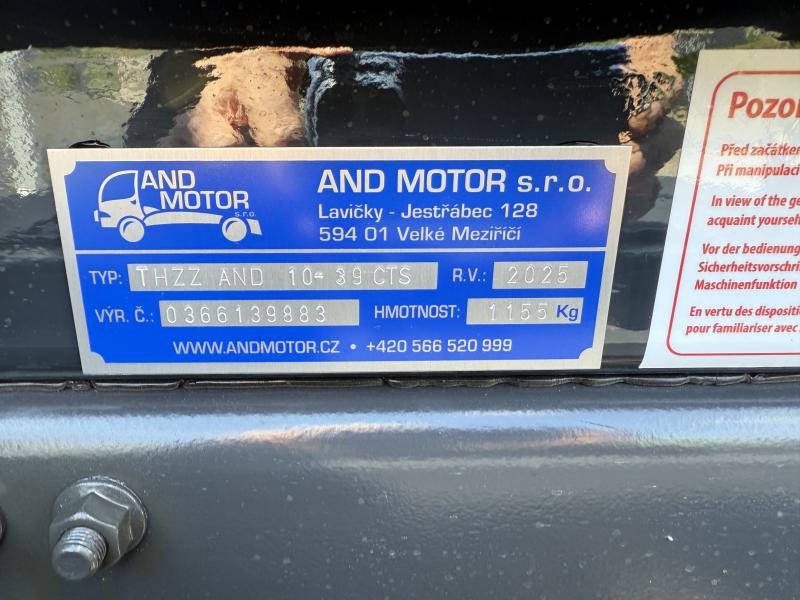 AND
MOTOR
s.r.o.
AND MOTOR s.r.o.
Lavičky - Jestřábec 128
594 01 Velké Meziříčí
TYP: THZZ AND 10-39 CTS R.V.: 2025
VÝR. Č.: 0366139883 HMOTNOST: 1155 Kg
WWW.ANDMOTOR.CZ • +420 566 520 999
Pozor
Před začátkem
Při manipulaci
In view of the ge
acquaint yoursel
Vor der bedienung
Sicherheitsvorschri
Maschinenfunktion
En vertu des disposit
pour familiariser avec